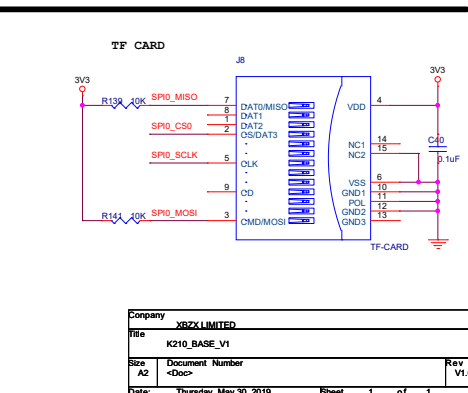 TF CARD
J8
3V3
3V3
R139 10K
SPI0_MISO
7
DAT0/MISO
VDD
4
8
DAT1
1
DAT2
SPI0_CS0
2
CS/DAT3
-
-
NC1
14
C40
NC2
15
0.1uF
SPI0_SCLK
5
CLK
-
-
VSS
6
9
CD
GND1
10
-
POL
11
-
GND2
12
R141 10K
SPI0_MOSI
3
CMD/MOSI
GND3
13
TF-CARD
Company
XBZX LIMITED
Title
K210_BASE_V1
Size
Document Number
Rev
A2
<Doc>
Date:
Thursday, May 30, 2019
Sheet 1 of 1